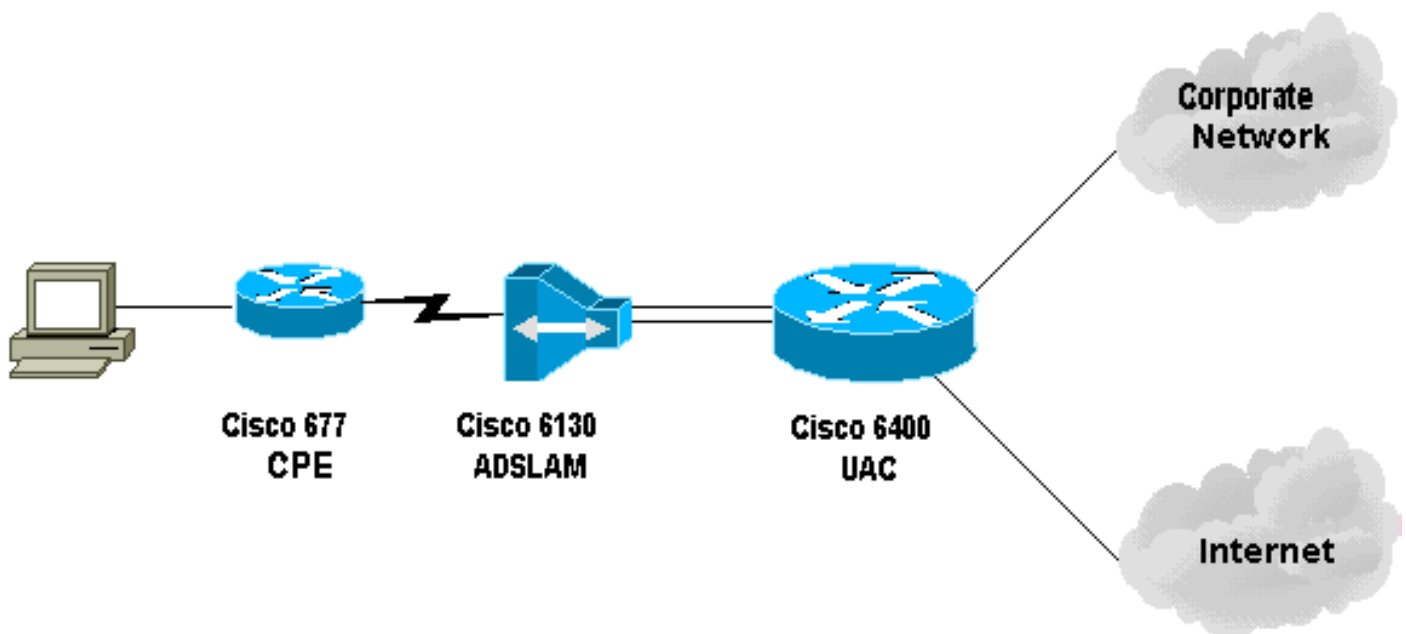 Corporate
Network
Cisco 677
CPE
Cisco 6130
ADSLAM
Cisco 6400
UAC
Internet